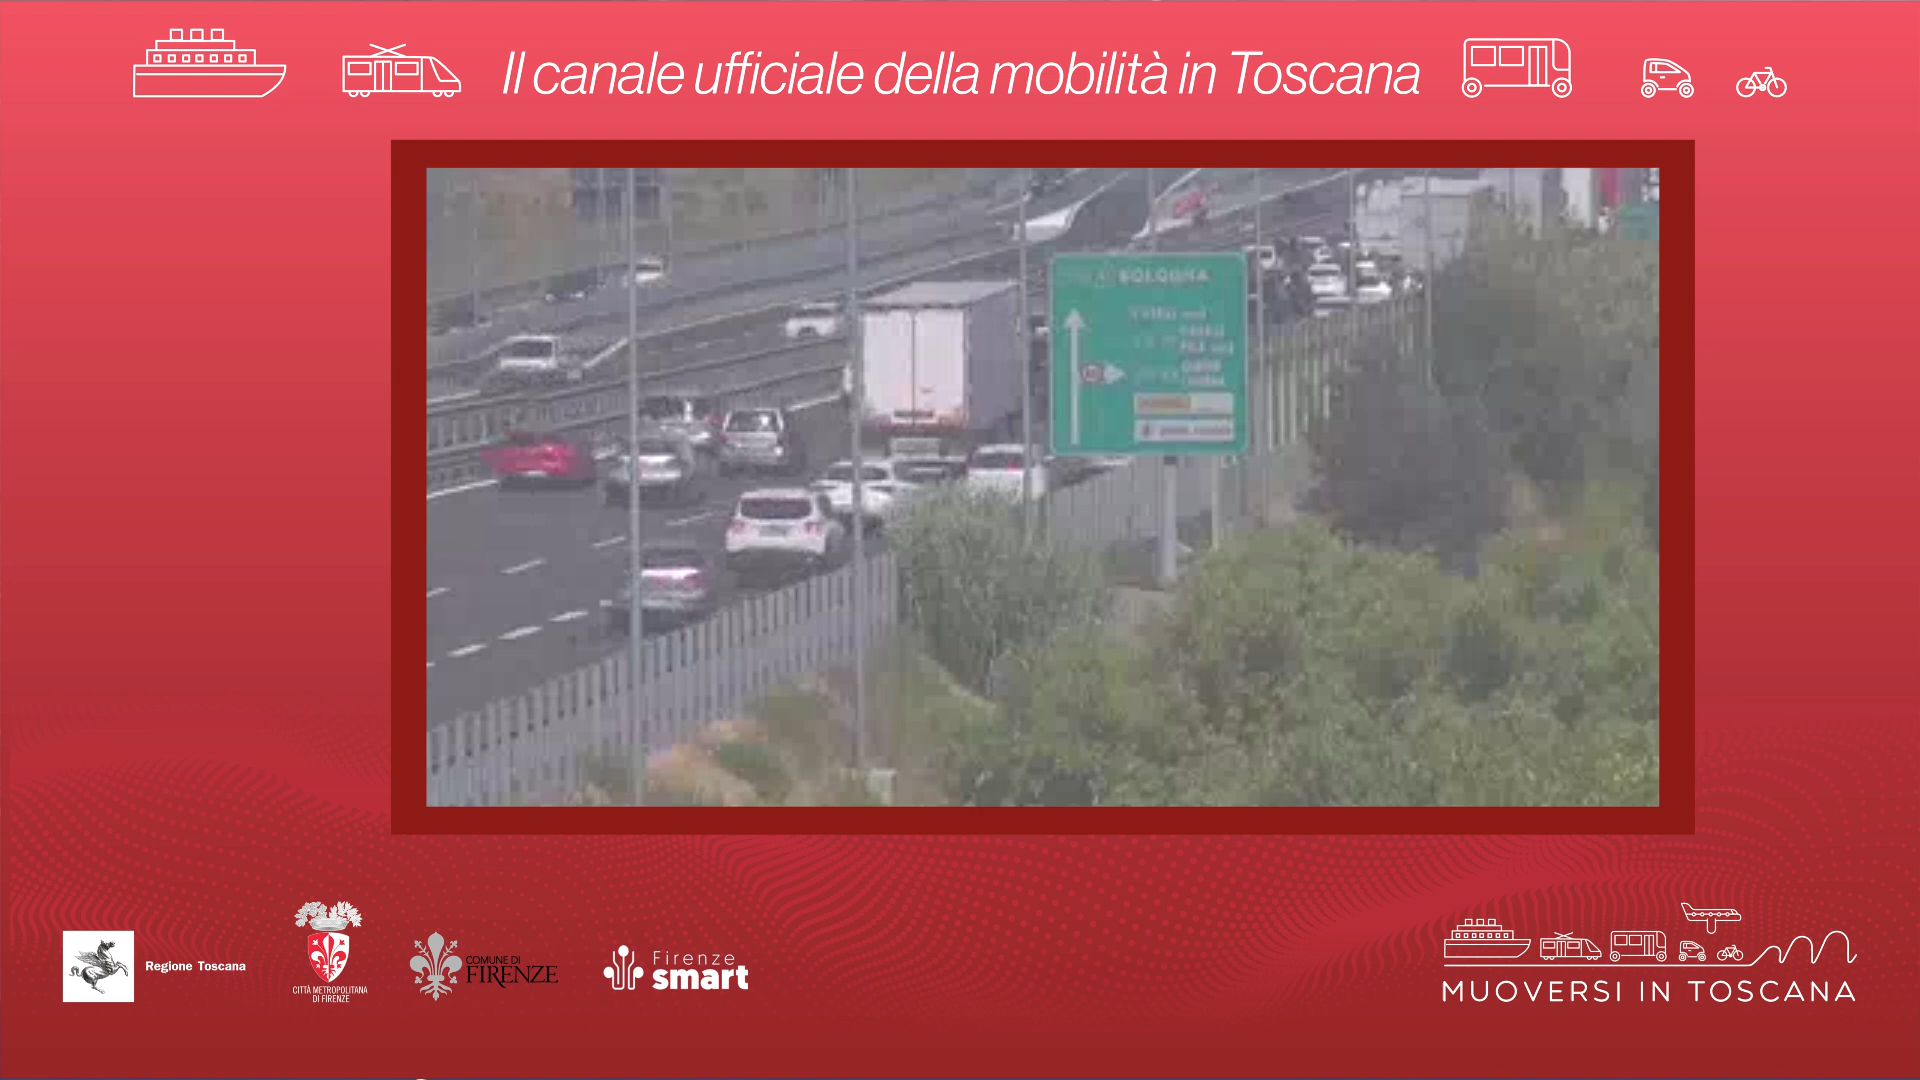 Il canale ufficiale della mobilità in Toscana
BOLOGNA
Regione Toscana
CITTÀ METROPOLITANA
DI FIRENZE
COMUNE DI
FIRENZE
Firenze
smart
MUOVERSI IN TOSCANA